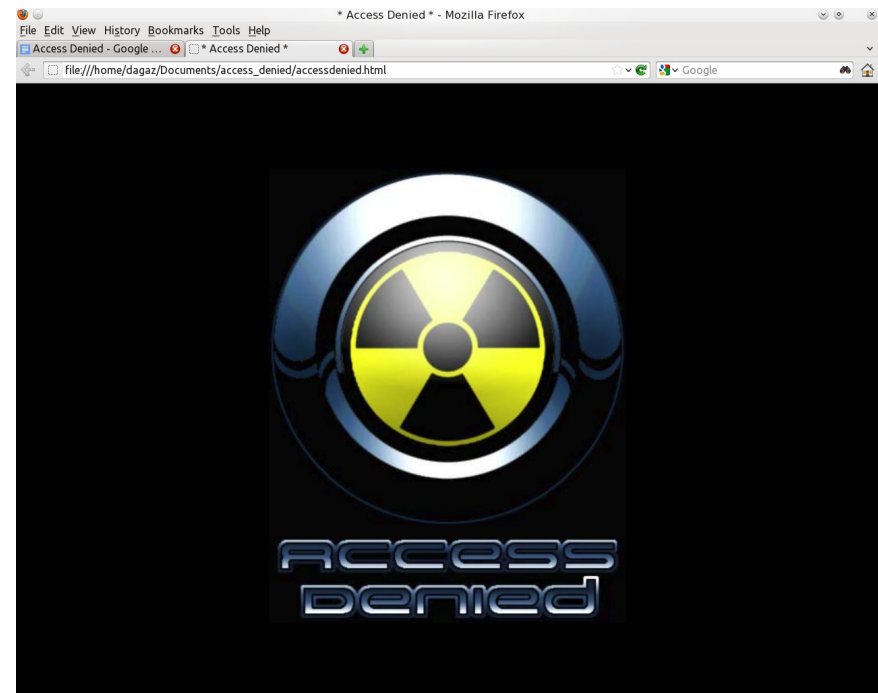 * Access Denied * - Mozilla Firefox
File Edit View History Bookmarks Tools Help
Access Denied - Google ... * Access Denied *
file:///home/dagaz/Documents/access_denied/accessdenied.html Google
ACCESS
DENIED